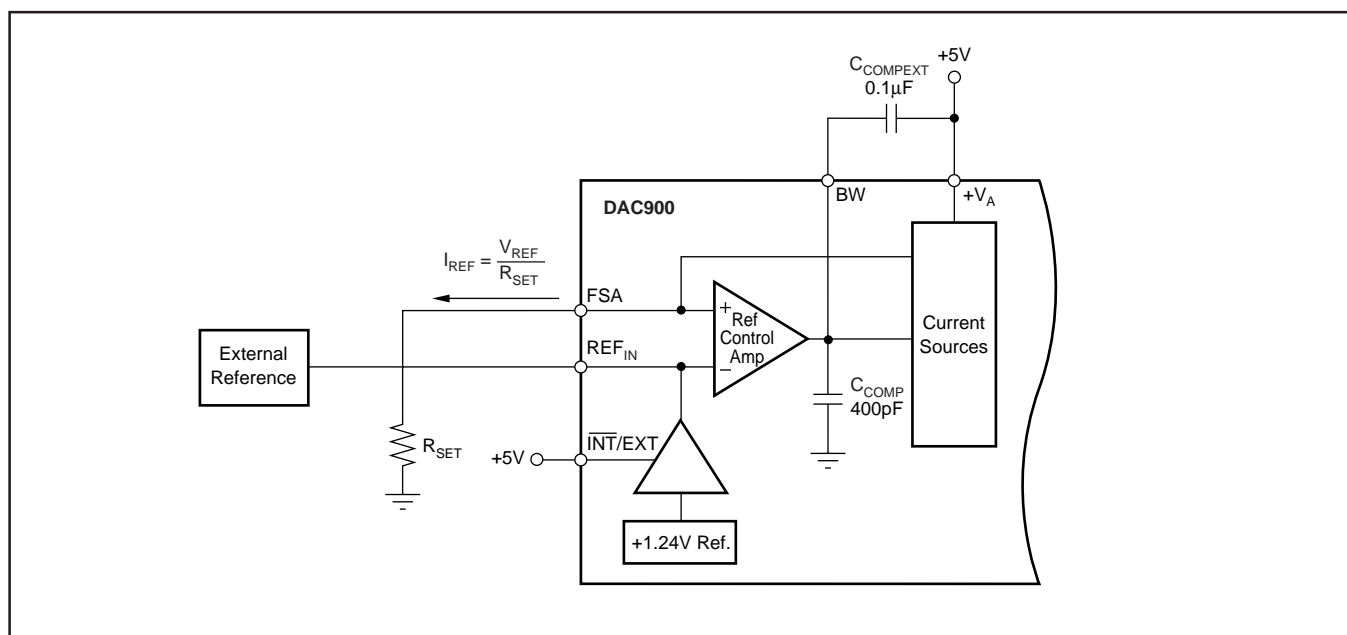 +5V
C_COMPEXT
0.1µF
BW
+V_A
DAC900
I_REF = V_REF / R_SET
FSA
+
Ref
Control
Amp
−
Current
Sources
External
Reference
REF_IN
C_COMP
400pF
R_SET
+5V
I̅N̅T̅/EXT
+1.24V Ref.